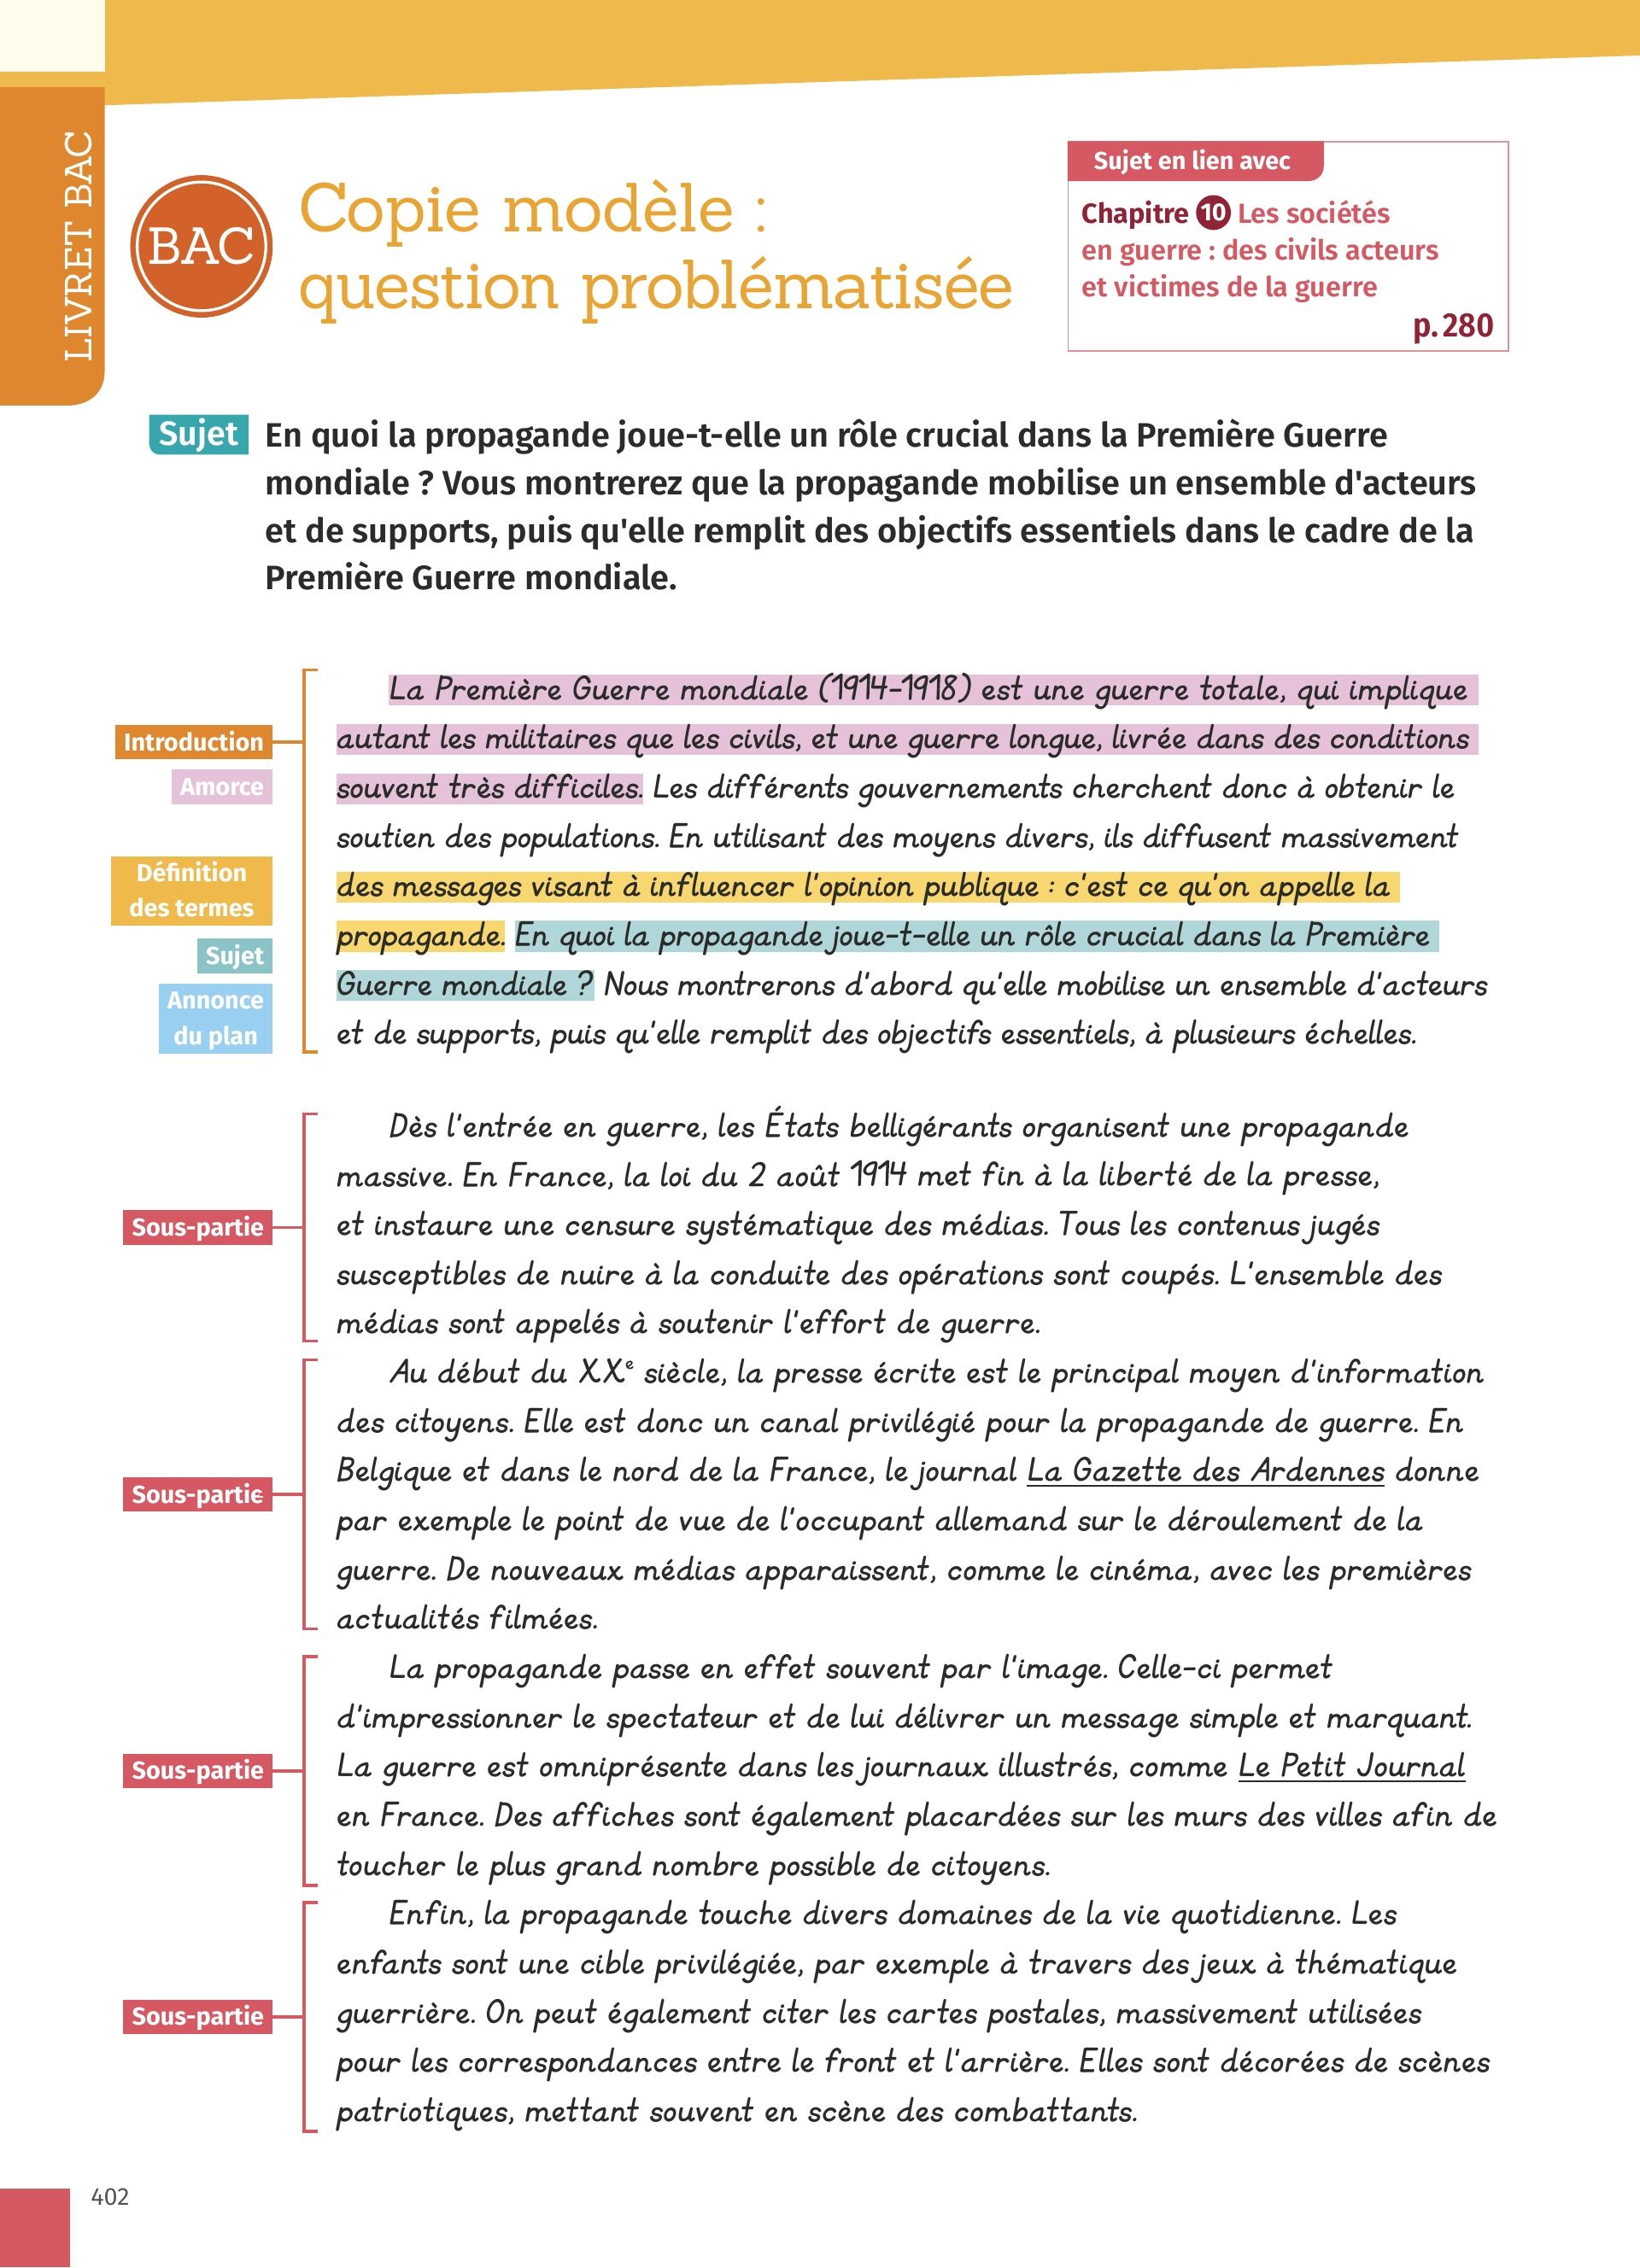 LIVRET BAC
BAC
Copie modèle :
question problématisée
Sujet en lien avec
Chapitre 10 Les sociétés
en guerre : des civils acteurs
et victimes de la guerre
p. 280
Sujet
En quoi la propagande joue-t-elle un rôle crucial dans la Première Guerre
mondiale ? Vous montrerez que la propagande mobilise un ensemble d'acteurs
et de supports, puis qu'elle remplit des objectifs essentiels dans le cadre de la
Première Guerre mondiale.
Introduction
Amorce
Définition
des termes
Sujet
Annonce
du plan
La Première Guerre mondiale (1914-1918) est une guerre totale, qui implique
autant les militaires que les civils, et une guerre longue, livrée dans des conditions
souvent très difficiles. Les différents gouvernements cherchent donc à obtenir le
soutien des populations. En utilisant des moyens divers, ils diffusent massivement
des messages visant à influencer l'opinion publique : c'est ce qu'on appelle la
propagande. En quoi la propagande joue-t-elle un rôle crucial dans la Première
Guerre mondiale ? Nous montrerons d'abord qu'elle mobilise un ensemble d'acteurs
et de supports, puis qu'elle remplit des objectifs essentiels, à plusieurs échelles.
Sous-partie
Dès l'entrée en guerre, les États belligérants organisent une propagande
massive. En France, la loi du 2 août 1914 met fin à la liberté de la presse,
et instaure une censure systématique des médias. Tous les contenus jugés
susceptibles de nuire à la conduite des opérations sont coupés. L'ensemble des
médias sont appelés à soutenir l'effort de guerre.
Sous-partie
Au début du XXe siècle, la presse écrite est le principal moyen d'information
des citoyens. Elle est donc un canal privilégié pour la propagande de guerre. En
Belgique et dans le nord de la France, le journal La Gazette des Ardennes donne
par exemple le point de vue de l'occupant allemand sur le déroulement de la
guerre. De nouveaux médias apparaissent, comme le cinéma, avec les premières
actualités filmées.
Sous-partie
La propagande passe en effet souvent par l'image. Celle-ci permet
d'impressionner le spectateur et de lui délivrer un message simple et marquant.
La guerre est omniprésente dans les journaux illustrés, comme Le Petit Journal
en France. Des affiches sont également placardées sur les murs des villes afin de
toucher le plus grand nombre possible de citoyens.
Sous-partie
Enfin, la propagande touche divers domaines de la vie quotidienne. Les
enfants sont une cible privilégiée, par exemple à travers des jeux à thématique
guerrière. On peut également citer les cartes postales, massivement utilisées
pour les correspondances entre le front et l'arrière. Elles sont décorées de scènes
patriotiques, mettant souvent en scène des combattants.
402